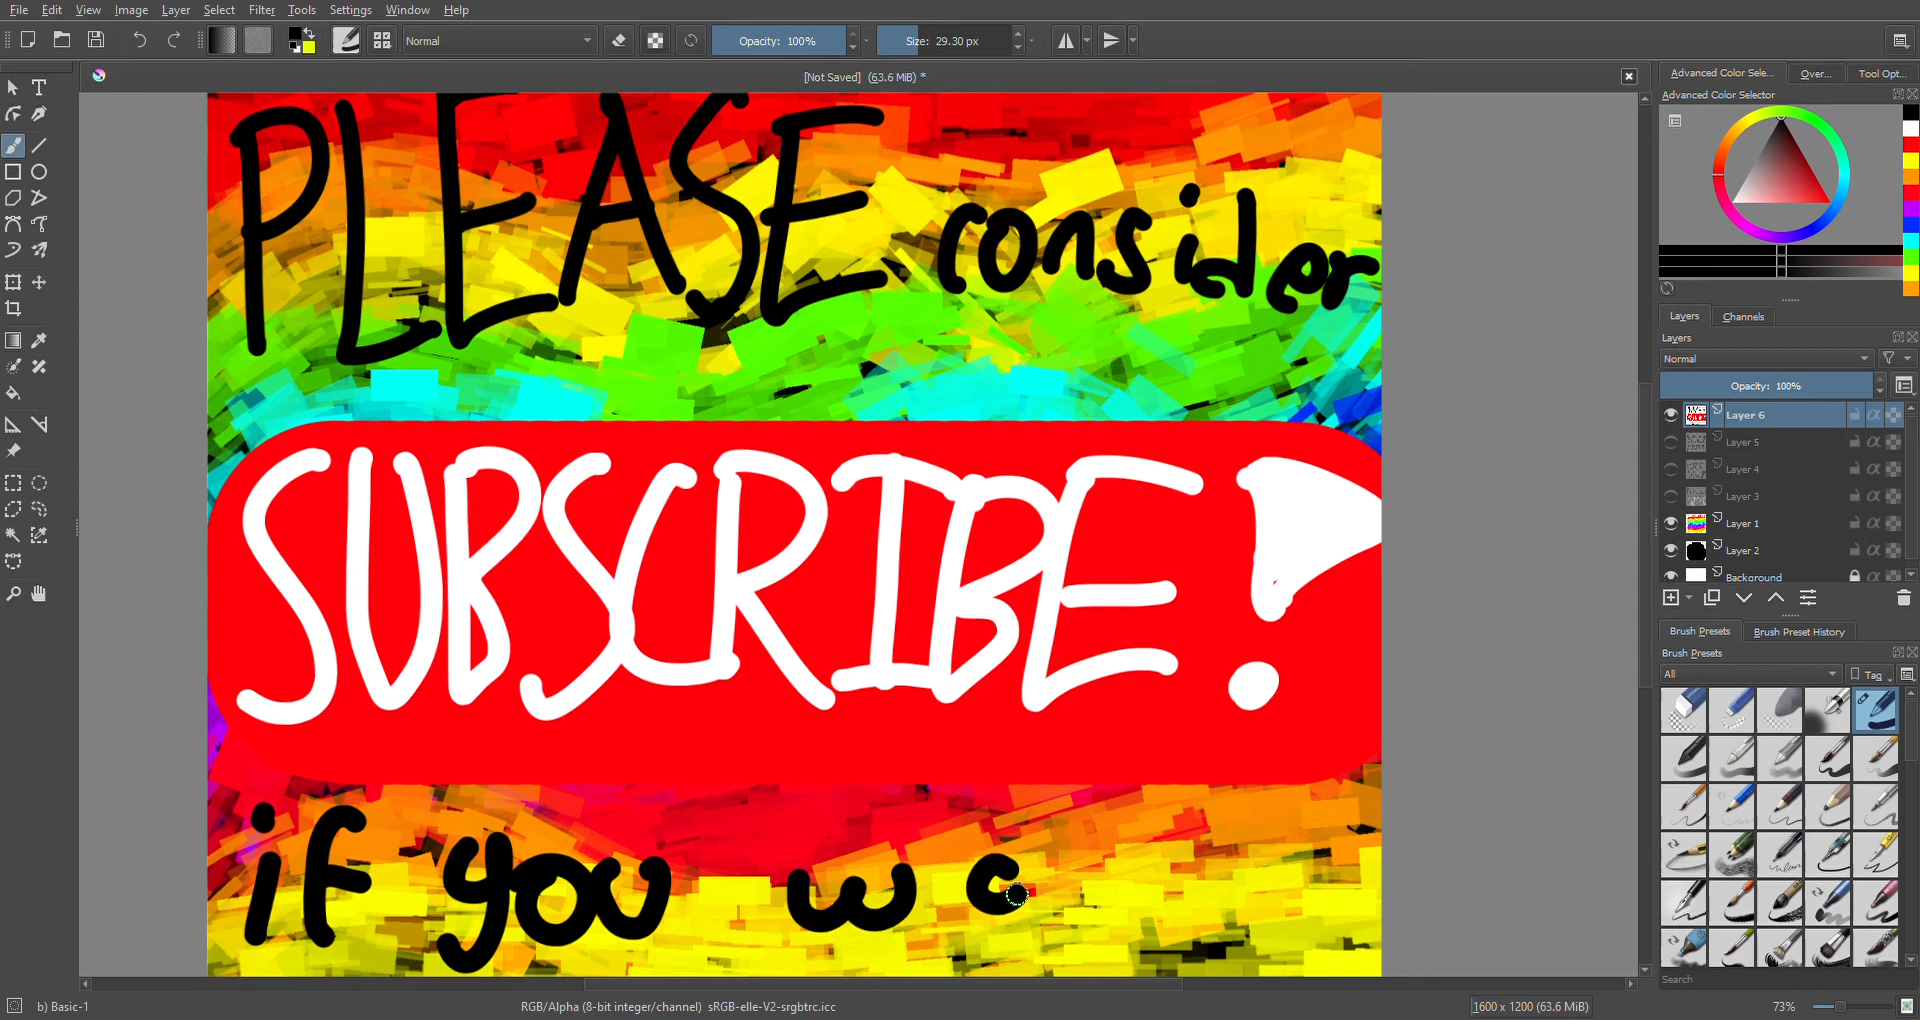 File Edit View Image Layer Select Filter Tools Settings Window Help
Normal Opacity: 100% Size: 29.30 px
[Not Saved] (63.6 MiB) *
Advanced Color Sele... Over... Tool Opt...
Advanced Color Selector
PLEASE consider
SUBSCRIBE!
if you w c
Layers Channels
Layers
Normal
Opacity: 100%
Layer 6
Layer 5
Layer 4
Layer 3
Layer 1
Layer 2
Background
Brush Presets Brush Preset History
Brush Presets
All Tag
Search
b) Basic-1 RGB/Alpha (8-bit integer/channel) sRGB-elle-V2-srgbtrc.icc 1600 x 1200 (63.6 MiB) 73%